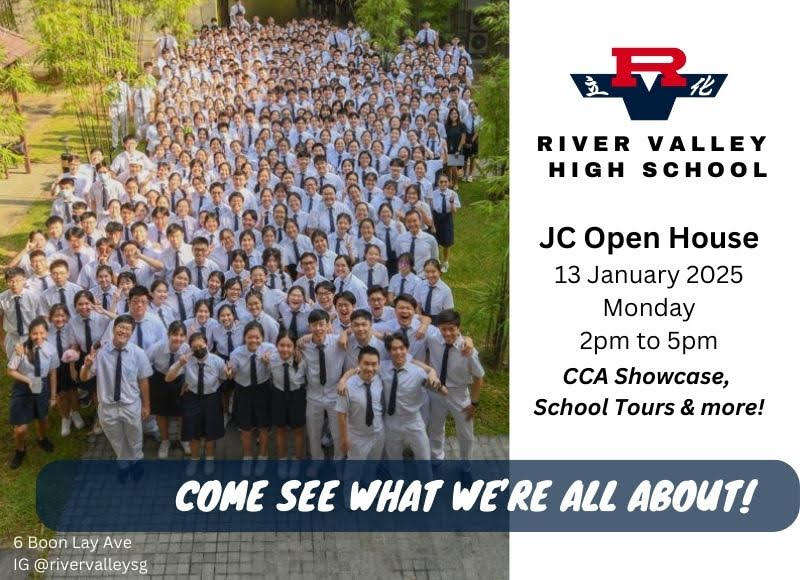 R
立 化
RIVER VALLEY
HIGH SCHOOL
JC Open House
13 January 2025
Monday
2pm to 5pm
CCA Showcase,
School Tours & more!
COME SEE WHAT WE'RE ALL ABOUT!
6 Boon Lay Ave
IG @rivervalleysg